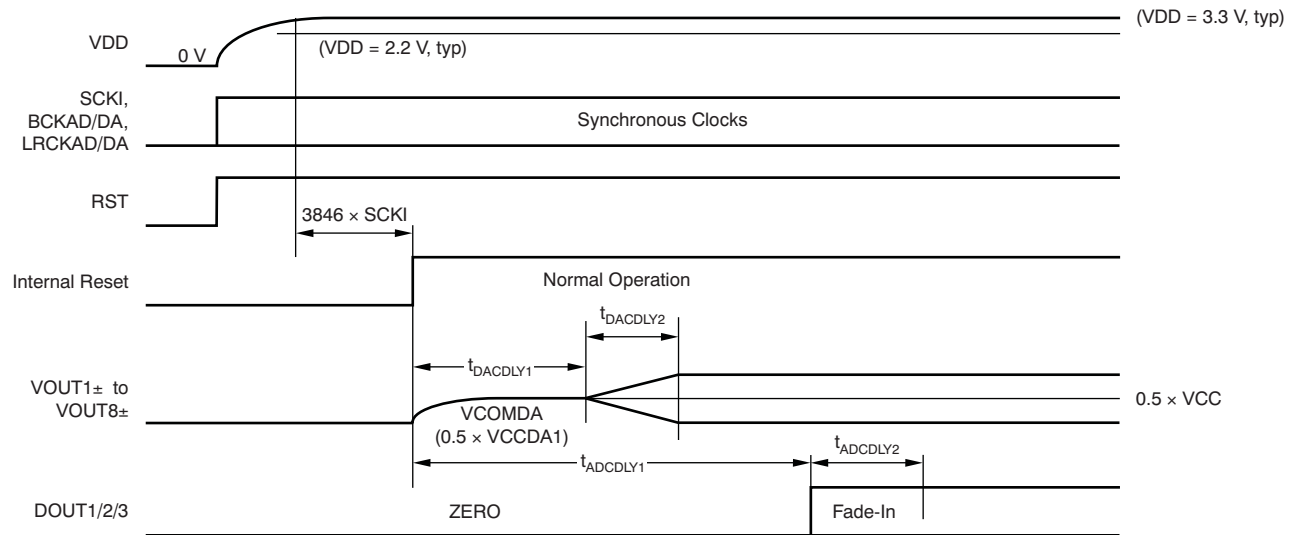 (VDD = 3.3 V, typ)
VDD
0 V
(VDD = 2.2 V, typ)
SCKI,
BCKAD/DA,
LRCKAD/DA
Synchronous Clocks
RST
3846 × SCKI
Internal Reset
Normal Operation
tDACDLY2
tDACDLY1
VOUT1± to
VOUT8±
VCOMDA
(0.5 × VCCDA1)
0.5 × VCC
tADCDLY2
tADCDLY1
DOUT1/2/3
ZERO
Fade-In